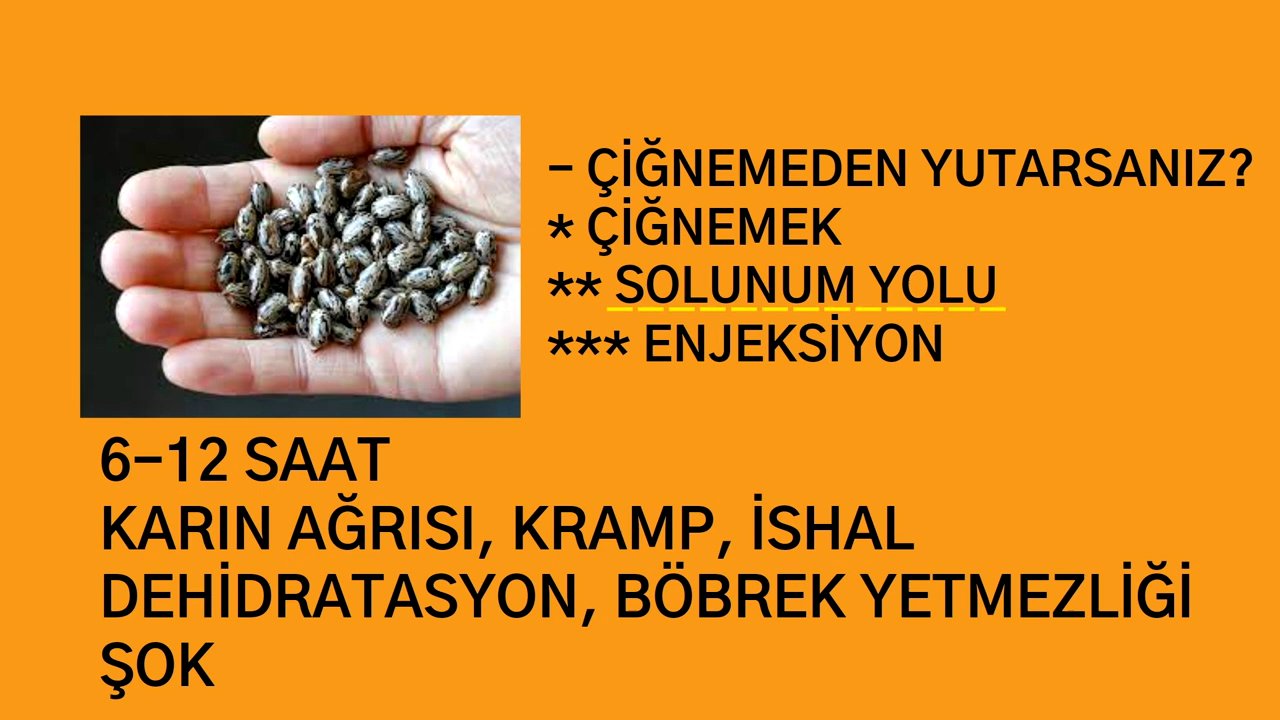 - ÇİĞNEMEDEN YUTARSANIZ?
* ÇİĞNEMEK
** SOLUNUM YOLU
*** ENJEKSİYON
6-12 SAAT
KARIN AĞRISI, KRAMP, İSHAL
DEHİDRATASYON, BÖBREK YETMEZLİĞİ
ŞOK